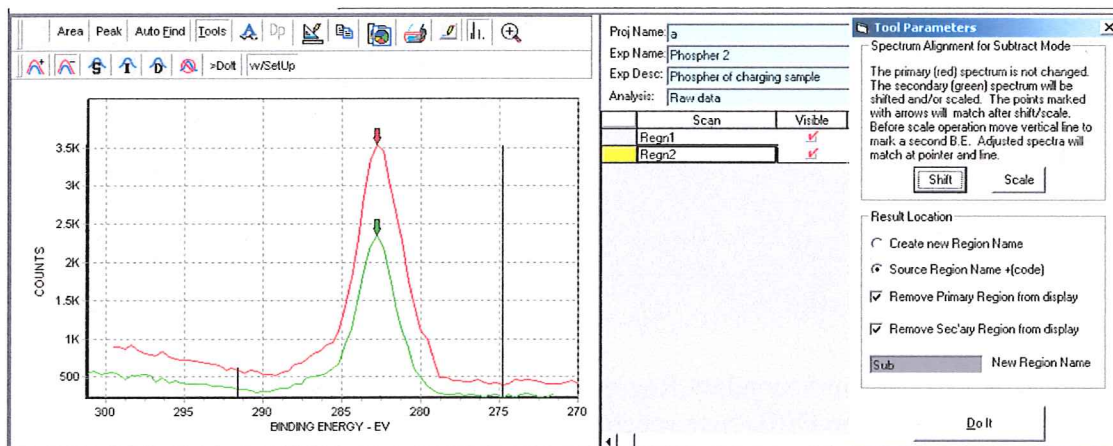 Area Peak Auto Find Tools A Dp
S I D >DoIt w/SetUp
3.5K
3K
2.5K
2K
1.5K
1K
500
COUNTS
300 295 290 285 280 275 270
BINDING ENERGY - EV
Proj Name: a
Exp Name: Phospher 2
Exp Desc: Phospher of charging sample
Analysis: Raw data
Scan Visible
Regn1
Regn2
Tool Parameters
Spectrum Alignment for Subtract Mode
The primary (red) spectrum is not changed.
The secondary (green) spectrum will be
shifted and/or scaled. The points marked
with arrows will match after shift/scale.
Before scale operation move vertical line to
mark a second B.E. Adjusted spectra will
match at pointer and line.
Shift Scale
Result Location
Create new Region Name
Source Region Name +(code)
Remove Primary Region from display
Remove Sec'ary Region from display
Sub New Region Name
Do It